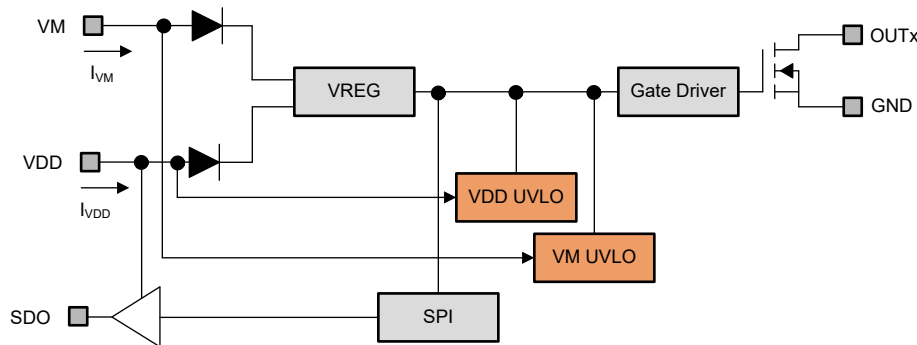 VM
OUTx
I_VM
VREG
Gate Driver
GND
VDD
I_VDD
VDD UVLO
VM UVLO
SDO
SPI